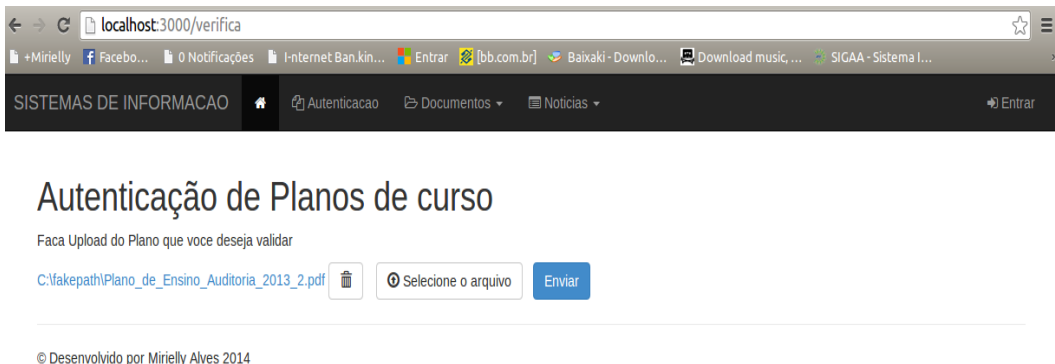 localhost:3000/verifica
+Mirielly Facebo... 0 Notificações I-nternet Ban.kin... Entrar [bb.com.br] Baixaki - Downlo... Download music, ... SIGAA - Sistema I...
SISTEMAS DE INFORMACAO Autenticacao Documentos Noticias Entrar
Autenticação de Planos de curso
Faca Upload do Plano que voce deseja validar
C:\fakepath\Plano_de_Ensino_Auditoria_2013_2.pdf Selecione o arquivo Enviar
© Desenvolvido por Mirielly Alves 2014